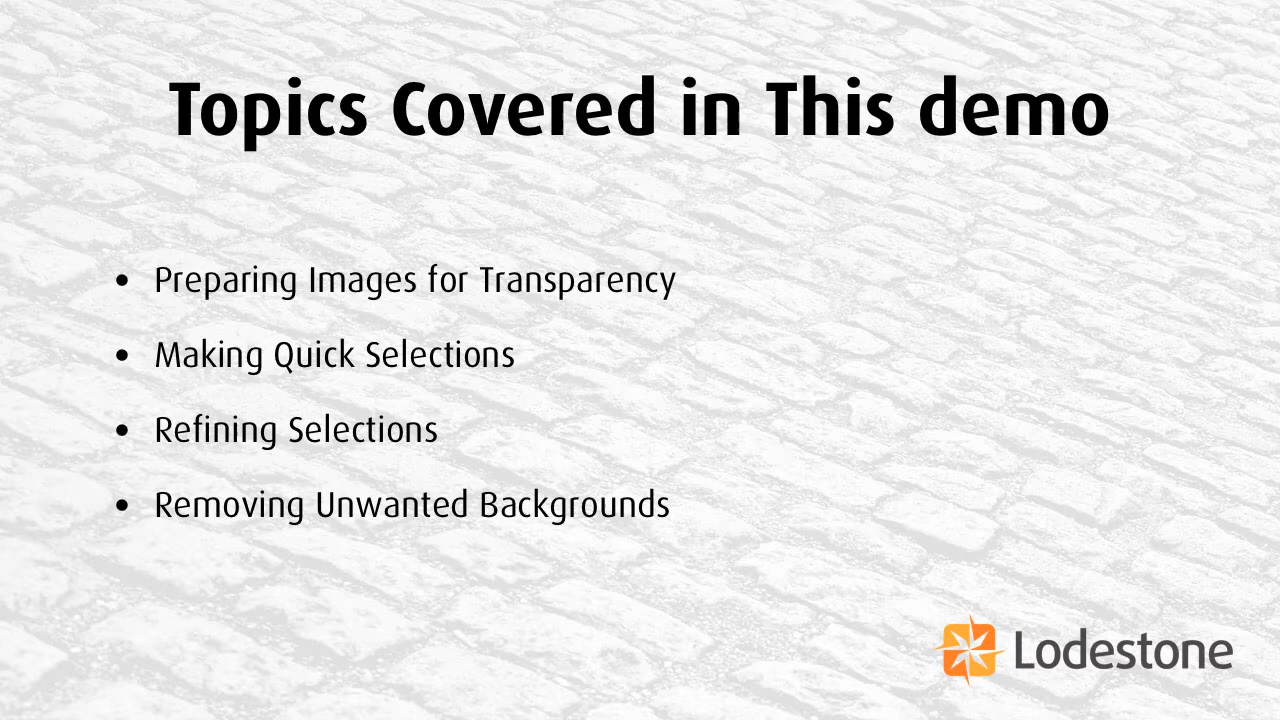 Topics Covered in This demo
• Preparing Images for Transparency
• Making Quick Selections
• Refining Selections
• Removing Unwanted Backgrounds
Lodestone